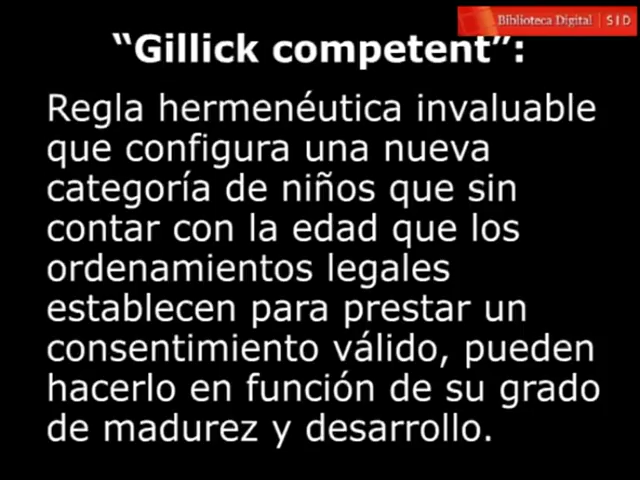 Biblioteca Digital | SID
“Gillick competent”:
Regla hermenéutica invaluable
que configura una nueva
categoría de niños que sin
contar con la edad que los
ordenamientos legales
establecen para prestar un
consentimiento válido, pueden
hacerlo en función de su grado
de madurez y desarrollo.